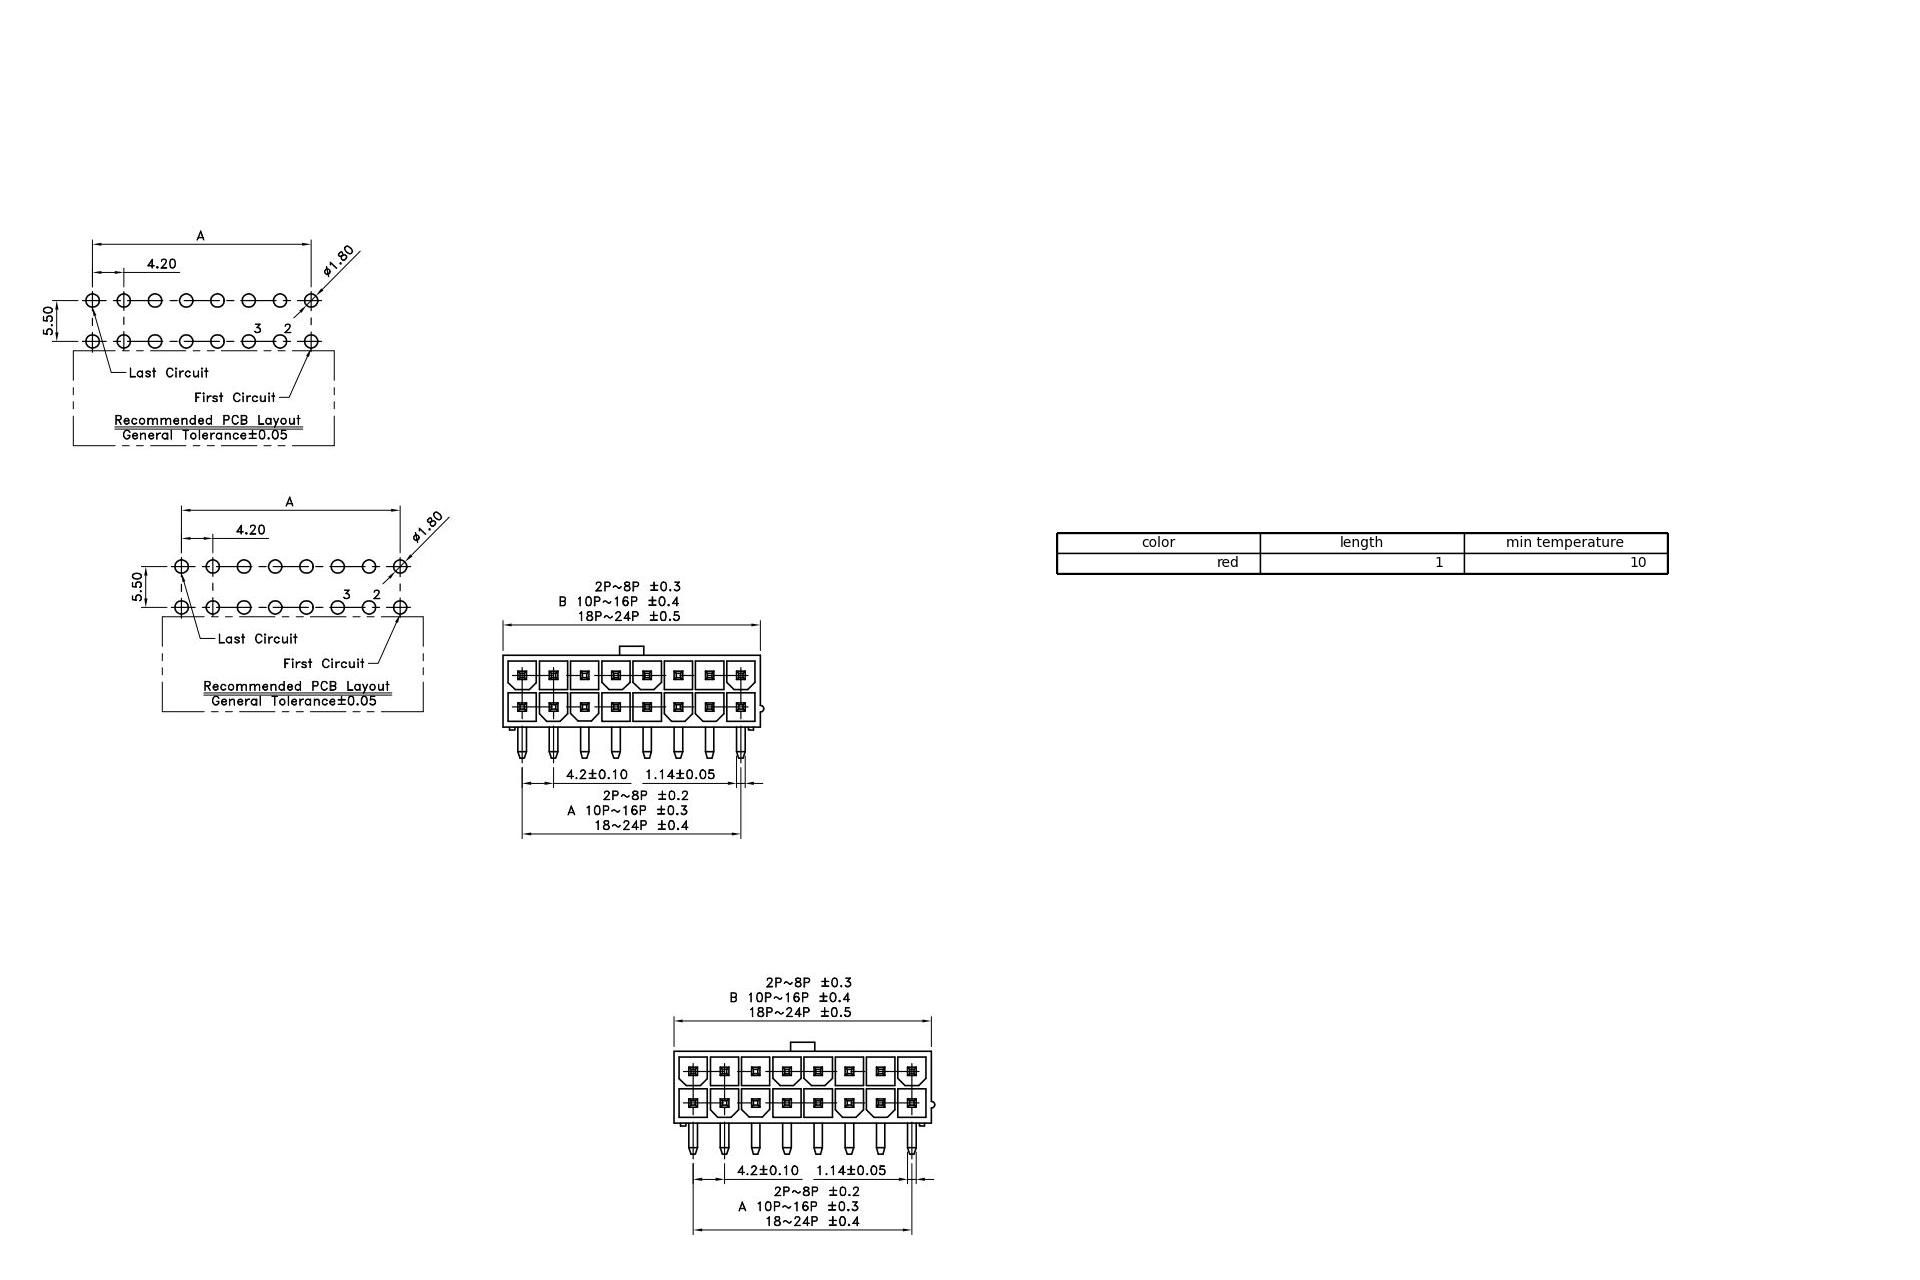 A
4.20
ø1.80
5.50
3 2
Last Circuit
First Circuit
Recommended PCB Layout
General Tolerance±0.05
A
4.20
ø1.80
5.50
3 2
Last Circuit
First Circuit
Recommended PCB Layout
General Tolerance±0.05
2P~8P ±0.3
B 10P~16P ±0.4
18P~24P ±0.5
4.2±0.10 1.14±0.05
2P~8P ±0.2
A 10P~16P ±0.3
18~24P ±0.4
color length min temperature
red 1 10
2P~8P ±0.3
B 10P~16P ±0.4
18P~24P ±0.5
4.2±0.10 1.14±0.05
2P~8P ±0.2
A 10P~16P ±0.3
18~24P ±0.4